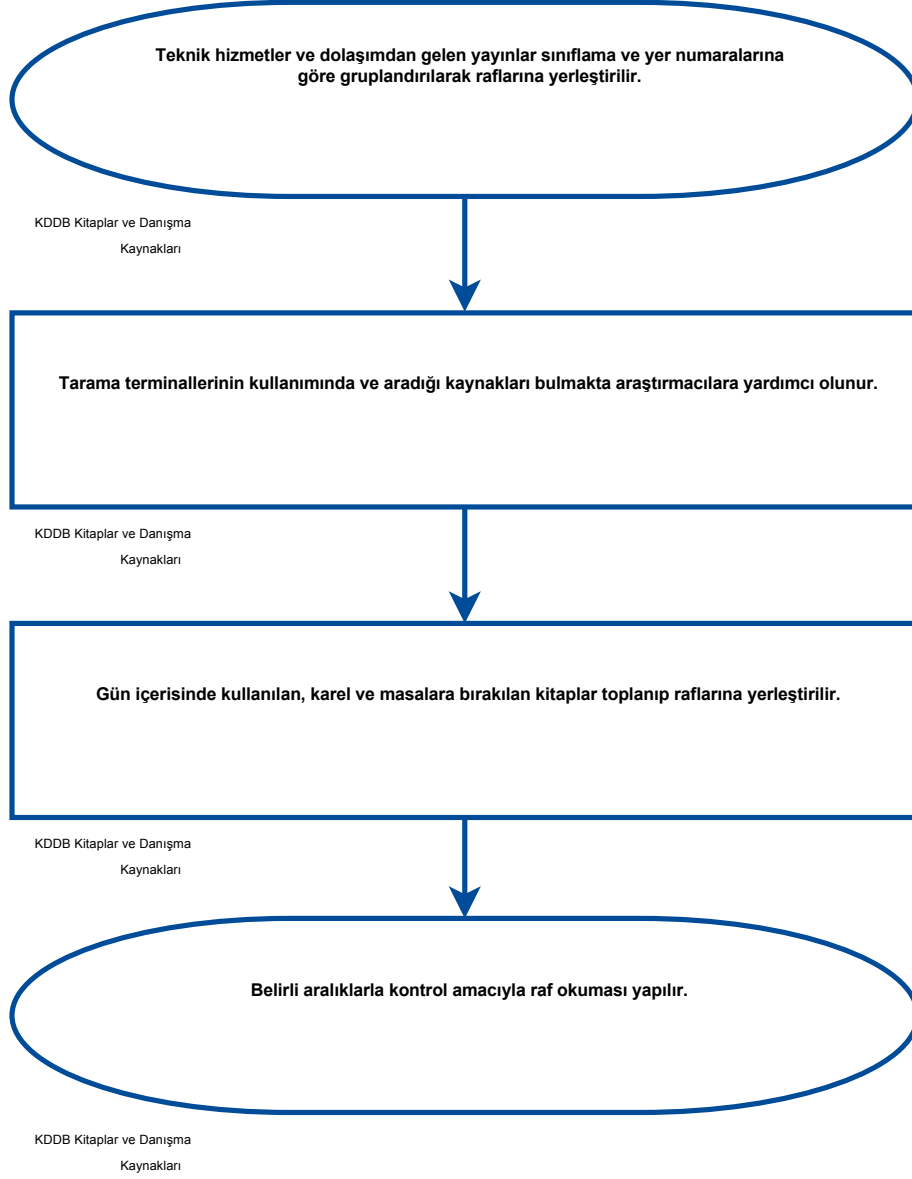 Teknik hizmetler ve dolaşımdan gelen yayınlar sınıflama ve yer numaralarına
göre gruplandırılarak raflarına yerleştirilir.
KDDB Kitaplar ve Danışma
Kaynakları
Tarama terminallerinin kullanımında ve aradığı kaynakları bulmakta araştırmacılara yardımcı olunur.
KDDB Kitaplar ve Danışma
Kaynakları
Gün içerisinde kullanılan, karel ve masalara bırakılan kitaplar toplanıp raflarına yerleştirilir.
KDDB Kitaplar ve Danışma
Kaynakları
Belirli aralıklarla kontrol amacıyla raf okuması yapılır.
KDDB Kitaplar ve Danışma
Kaynakları